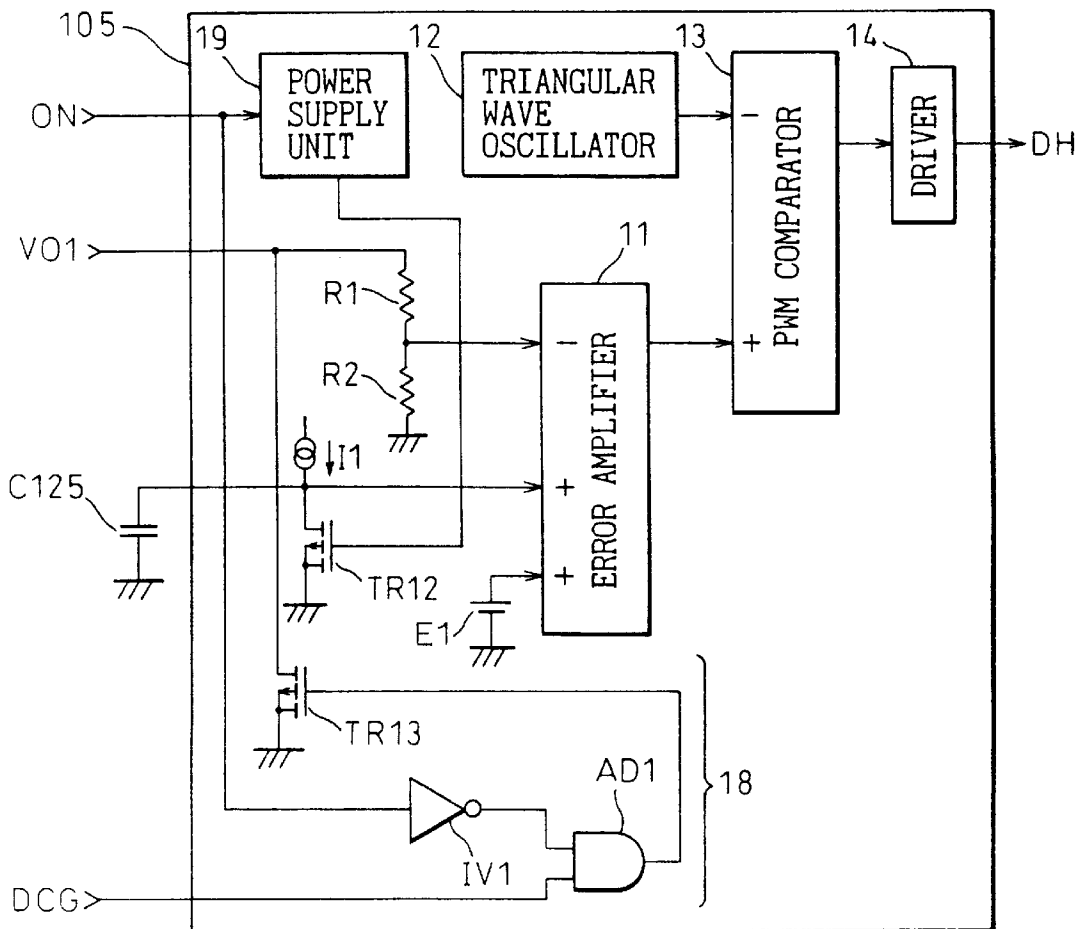 105
19
12
13
14
POWER
SUPPLY
UNIT
TRIANGULAR
WAVE
OSCILLATOR
-
+
PWM COMPARATOR
DRIVER
ON
DH
VO1
R1
R2
11
-
+
+
ERROR AMPLIFIER
I1
C125
TR12
E1
TR13
18
AD1
IV1
DCG